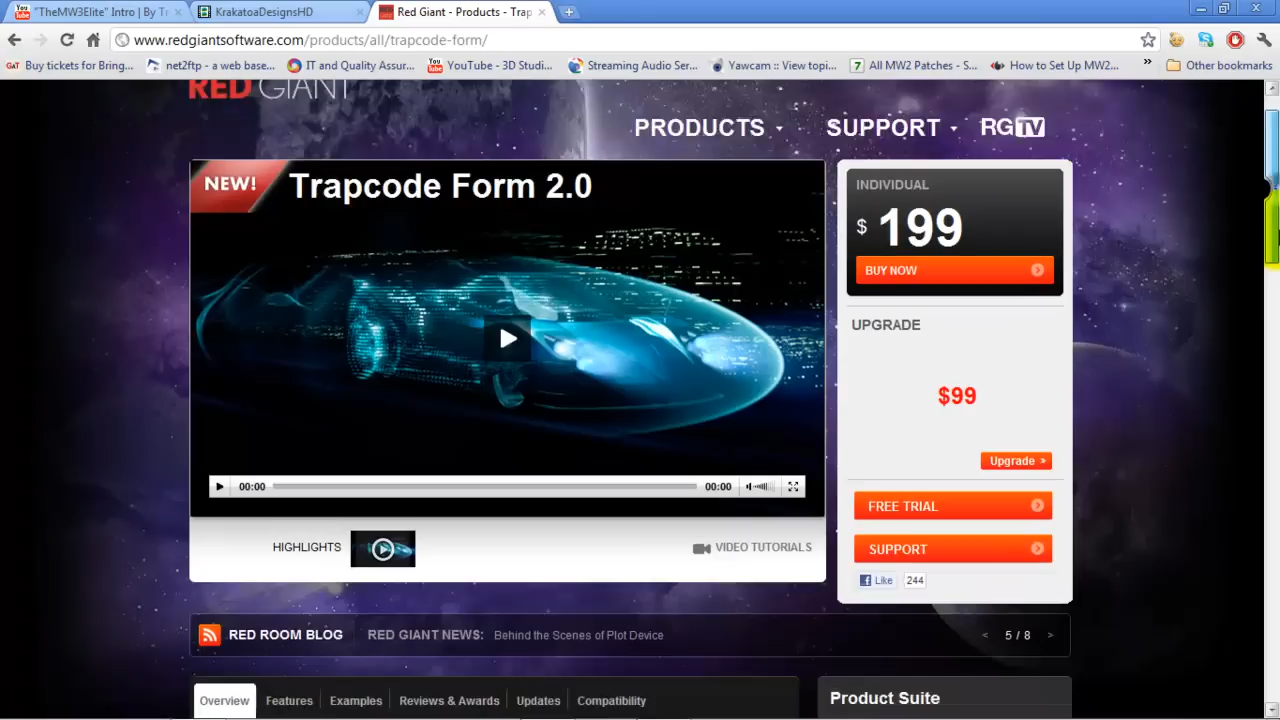 "TheMW3Elite" Intro | By Tr
KrakatoaDesignsHD
Red Giant - Products - Trap
www.redgiantsoftware.com/products/all/trapcode-form/
Buy tickets for Bring...
net2ftp - a web base...
IT and Quality Assur...
YouTube - 3D Studi...
Streaming Audio Ser...
Yawcam :: View topi...
All MW2 Patches - S...
How to Set Up MW2...
»
Other bookmarks
RED GIANT
PRODUCTS
SUPPORT
RGTV
NEW!
Trapcode Form 2.0
INDIVIDUAL
$ 199
BUY NOW
UPGRADE
$99
Upgrade »
00:00
00:00
FREE TRIAL
HIGHLIGHTS
VIDEO TUTORIALS
SUPPORT
Like 244
RED ROOM BLOG
RED GIANT NEWS: Behind the Scenes of Plot Device
< 5 / 8 >
Overview
Features
Examples
Reviews & Awards
Updates
Compatibility
Product Suite